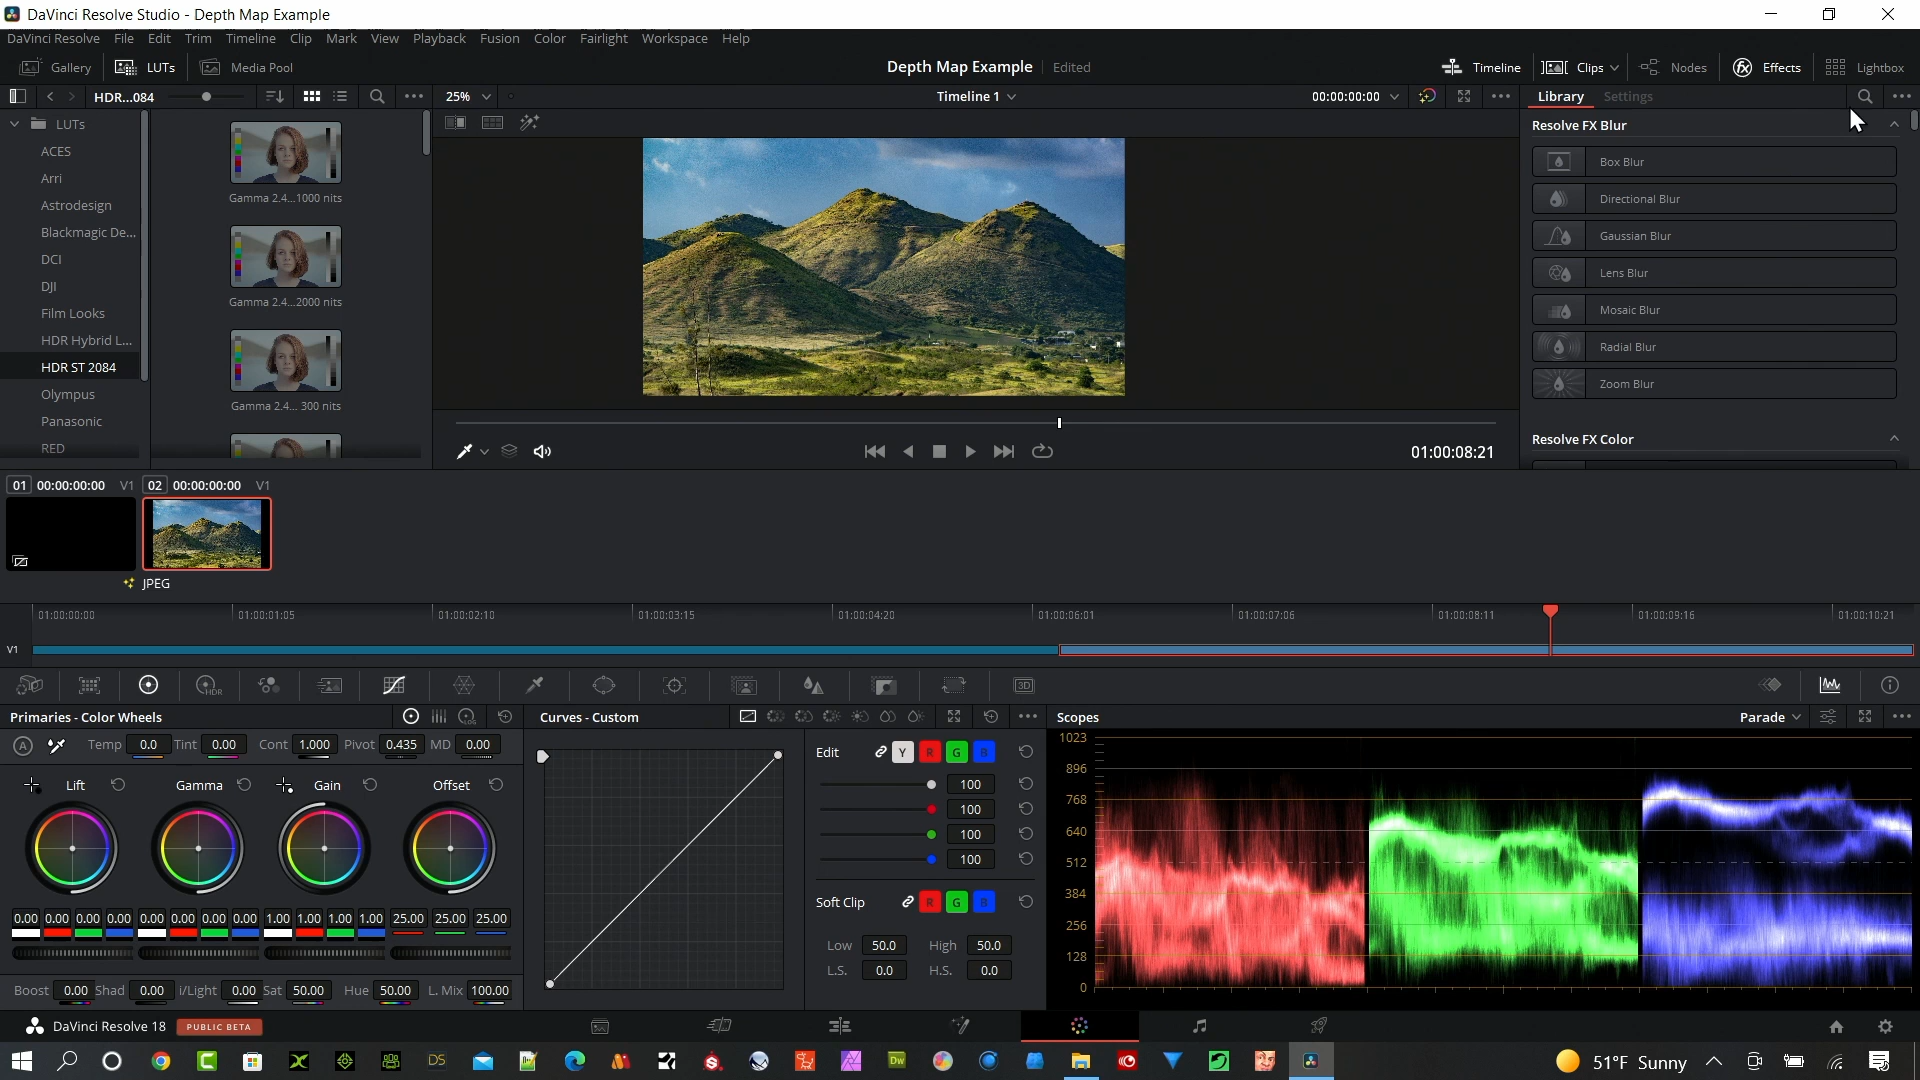 DaVinci Resolve Studio - Depth Map Example
DaVinci Resolve File Edit Trim Timeline Clip Mark View Playback Fusion Color Fairlight Workspace Help
Gallery LUTs Media Pool Depth Map Example Edited Timeline Clips Nodes Effects Lightbox
HDR...084 25% Timeline 1 00:00:00:00 Library Settings
LUTs
ACES
Arri
Astrodesign
Blackmagic De...
DCI
DJI
Film Looks
HDR Hybrid L...
HDR ST 2084
Olympus
Panasonic
RED
Gamma 2.4...1000 nits
Gamma 2.4...2000 nits
Gamma 2.4... 300 nits
01:00:08:21
Resolve FX Blur
Box Blur
Directional Blur
Gaussian Blur
Lens Blur
Mosaic Blur
Radial Blur
Zoom Blur
Resolve FX Color
01 00:00:00:00 V1 02 00:00:00:00 V1
JPEG
01:00:00:00 01:00:01:05 01:00:02:10 01:00:03:15 01:00:04:20 01:00:06:01 01:00:07:06 01:00:08:11 01:00:09:16 01:00:10:21
V1
HDR 3D
Primaries - Color Wheels
LOG
A Temp 0.0 Tint 0.00 Cont 1.000 Pivot 0.435 MD 0.00
Lift Gamma Gain Offset
0.00 0.00 0.00 0.00 0.00 0.00 0.00 0.00 1.00 1.00 1.00 1.00 25.00 25.00 25.00
Boost 0.00 Shad 0.00 i/Light 0.00 Sat 50.00 Hue 50.00 L. Mix 100.00
Curves - Custom
Edit Y R G B
100
100
100
100
Soft Clip R G B
Low 50.0 High 50.0
L.S. 0.0 H.S. 0.0
Scopes Parade
1023
896
768
640
512
384
256
128
0
DaVinci Resolve 18 PUBLIC BETA
DS Dw 51°F Sunny